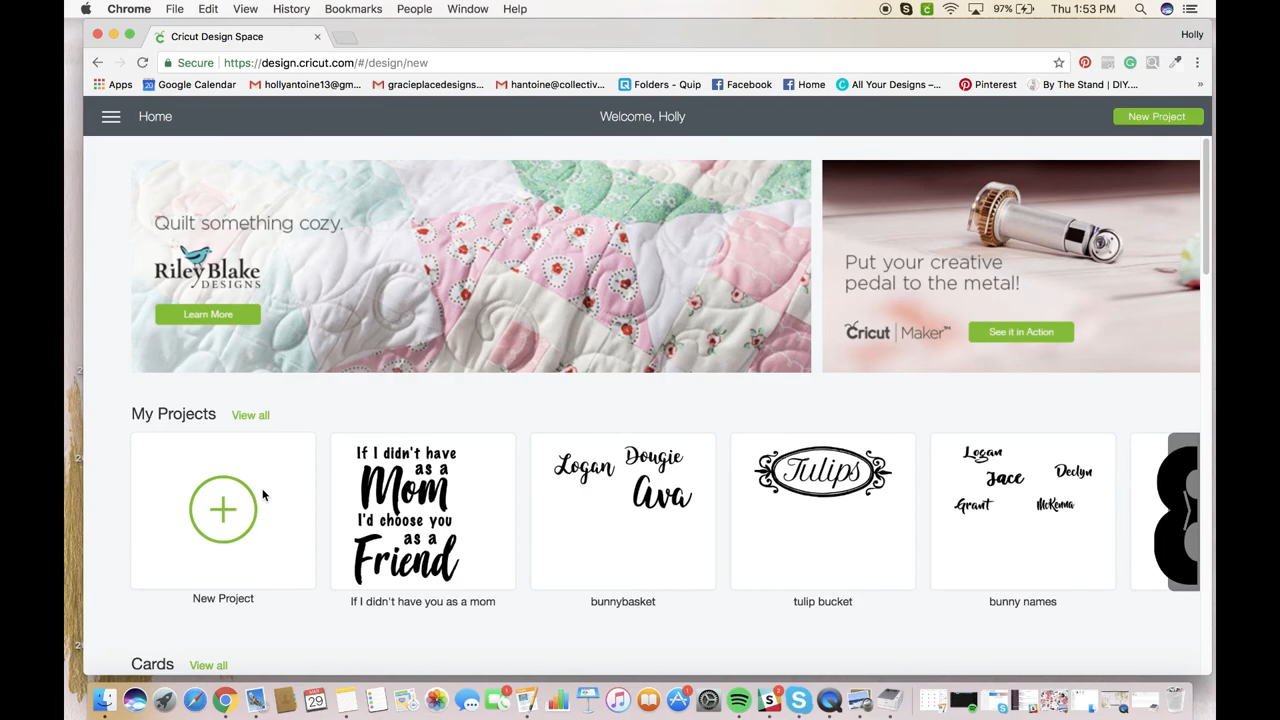 Chrome File Edit View History Bookmarks People Window Help 97% Thu 1:53 PM
Cricut Design Space Holly
Secure https://design.cricut.com/#/design/new
Apps Google Calendar hollyantoine13@gm... gracieplacedesigns... hantoine@collectiv... Folders - Quip Facebook Home All Your Designs –... Pinterest By The Stand | DIY.... »
Home Welcome, Holly New Project
Quilt something cozy.
Riley Blake
DESIGNS
Learn More
Put your creative
pedal to the metal!
Cricut | Maker™ See it in Action
My Projects View all
If I didn't have
as a
Mom
I'd choose you
as a
Friend
Logan Dougie
Ava
Tulips
Logan
Jace Declyn
Grant McKenna
New Project If I didn't have you as a mom bunnybasket tulip bucket bunny names
Cards View all